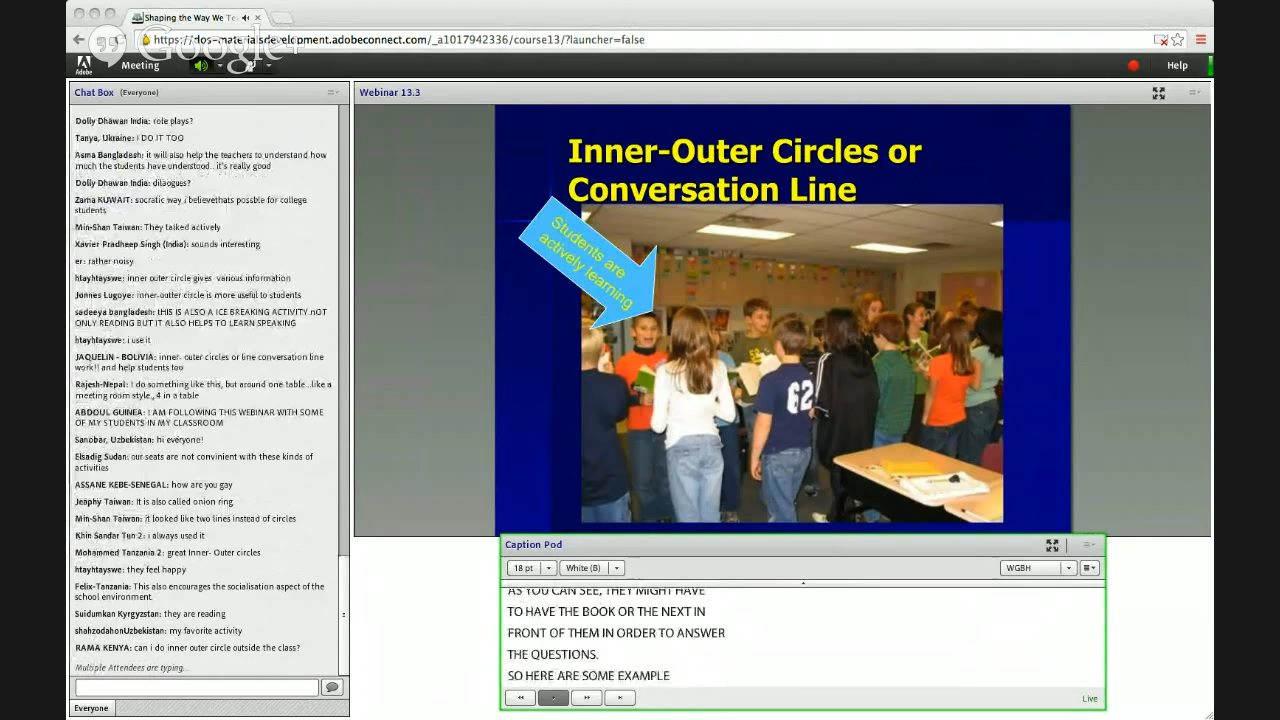 Shaping the Way We Te
https://dos-materialsdevelopment.adobeconnect.com/_a1017942336/course13/?launcher=false
Google+
Adobe
Meeting
Help
Chat Box (Everyone)
Dolly Dhawan India: role plays?
Tanya, Ukraine: I DO IT TOO
Asma Bangladesh: it will also help the teachers to understand how
much the students have understood.. it's really good
Dolly Dhawan India: dilaogues?
Zama KUWAIT: socratic way i believethats possble for college
students
Min-Shan Taiwan: They talked actively
Xavier Pradheep Singh (India): sounds interesting
er: rather noisy
htayhtayswe: inner outer circle gives various information
Jonnes Lugoye: inner-outer circle is more useful to students
sadeeya bangladesh: tHIS IS ALSO A ICE BREAKING ACTIVITY.nOT
ONLY READING BUT IT ALSO HELPS TO LEARN SPEAKING
htayhtayswe: i use it
JAQUELIN - BOLIVIA: inner- outer circles or line conversation line
work!! and help students too
Rajesh-Nepal: I do something like this, but around one table...like a
meeting room style., 4 in a table
ABDOUL GUINEA: I AM FOLLOWING THIS WEBINAR WITH SOME
OF MY STUDENTS IN MY CLASSROOM
Sanobar, Uzbekistan: hi everyone!
Elsadig Sudan: our seats are not convinient with these kinds of
activities
ASSANE KEBE-SENEGAL: how are you gay
Jeaphy Taiwan: It is also called onion ring.
Min-Shan Taiwan: it looked like two lines instead of circles
Khin Sandar Tun 2: i always used it
Mohammed Tanzania 2: great Inner- Outer circles
htayhtayswe: they feel happy
Felix-Tanzania: This also encourages the socialisation aspect of the
school environment.
Suidumkan Kyrgyzstan: they are reading
shahzodahonUzbekistan: my favorite activity
RAMA KENYA: can i do inner outer circle outside the class?
Multiple Attendees are typing...
Everyone
Webinar 13.3
Inner-Outer Circles or
Conversation Line
Students are
actively learning
62
Caption Pod
18 pt
White (B)
WGBH
AS YOU CAN SEE, THEY MIGHT HAVE
TO HAVE THE BOOK OR THE NEXT IN
FRONT OF THEM IN ORDER TO ANSWER
THE QUESTIONS.
SO HERE ARE SOME EXAMPLE
Live